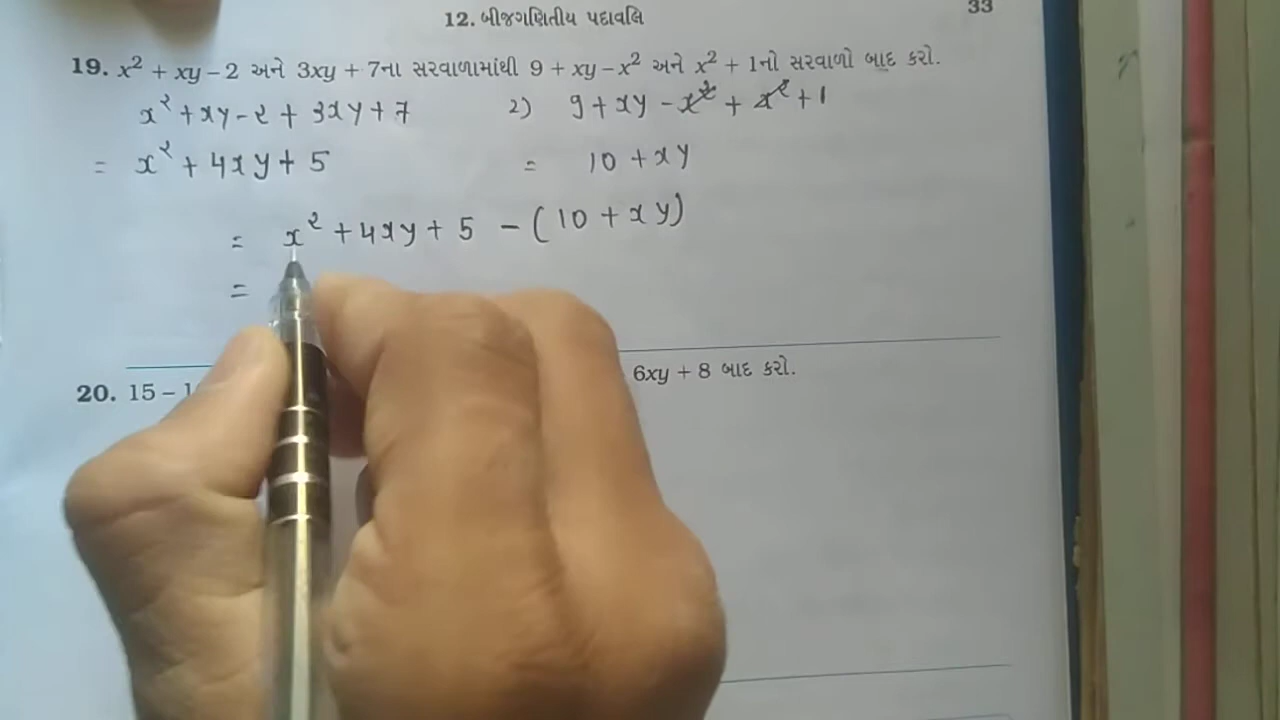 12. બીજગણિતીય પદાવલિ
33
19. x² + xy – 2 અને 3xy + 7ના સરવાળામાંથી 9 + xy – x² અને x² + 1નો સરવાળો બાદ કરો.
x² + xy - 2 + 3xy + 7
2) 9 + xy - x² + x² + 1
= x² + 4xy + 5
= 10 + xy
= x² + 4xy + 5 - (10 + xy)
=
20. 15 – 1
6xy + 8 બાદ કરો.